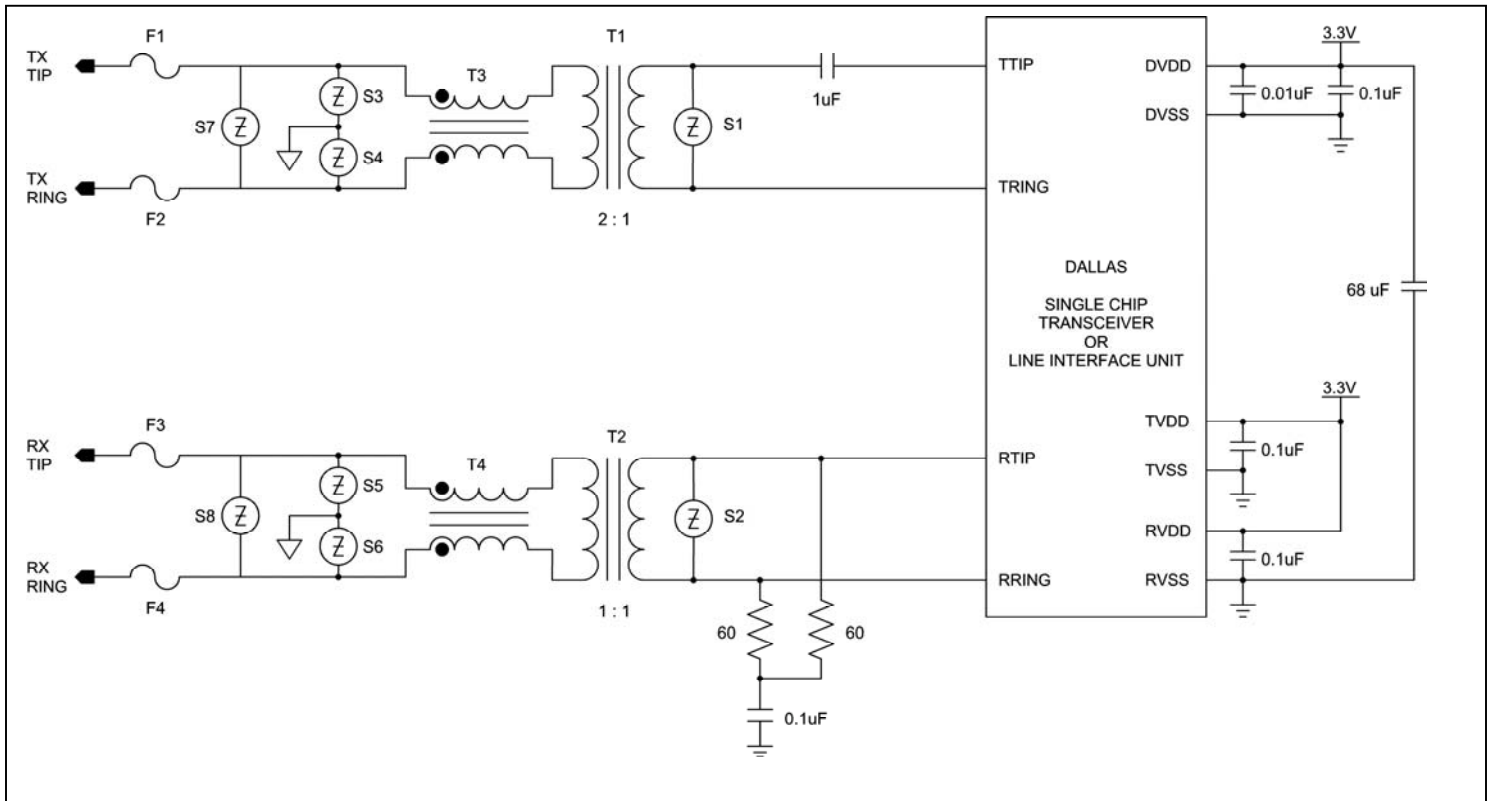 F1
T1
TX
TIP
T3
S3
S7
S4
TX
RING
F2
2 : 1
S1
1uF
TTIP
TRING
DALLAS
SINGLE CHIP
TRANSCEIVER
OR
LINE INTERFACE UNIT
DVDD
DVSS
3.3V
0.01uF
0.1uF
68 uF
F3
T2
RX
TIP
T4
S5
S8
S6
RX
RING
F4
1 : 1
S2
RTIP
RRING
60
60
0.1uF
3.3V
TVDD
0.1uF
TVSS
RVDD
0.1uF
RVSS